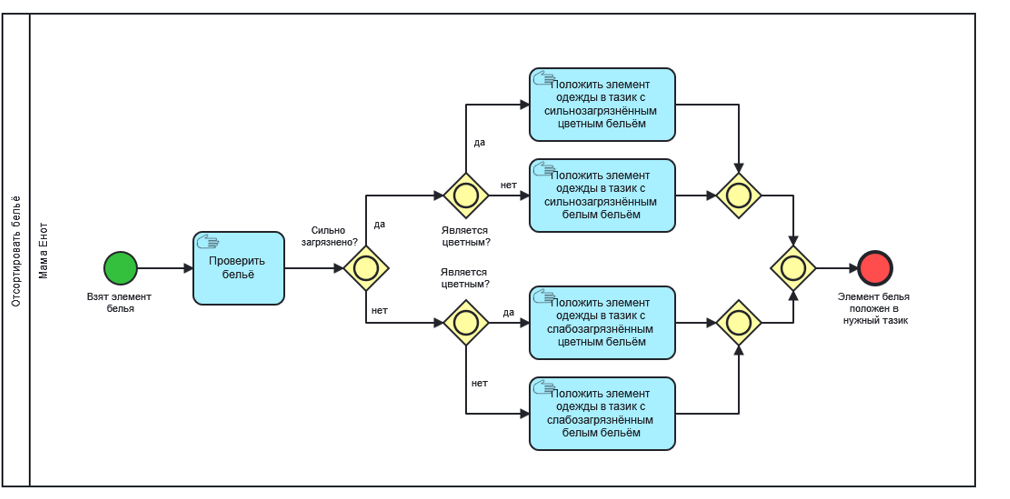 Отсортировать бельё
Мама Енот
Взят элемент
белья
Проверить
бельё
Сильно
загрязнено?
да
нет
Является
цветным?
да
нет
Является
цветным?
да
нет
Положить элемент
одежды в тазик с
сильнозагрязнённым
цветным бельём
Положить элемент
одежды в тазик с
сильнозагрязнённым
белым бельём
Положить элемент
одежды в тазик с
слабозагрязнённым
цветным бельём
Положить элемент
одежды в тазик с
слабозагрязнённым
белым бельём
Элемент белья
положен в
нужный тазик